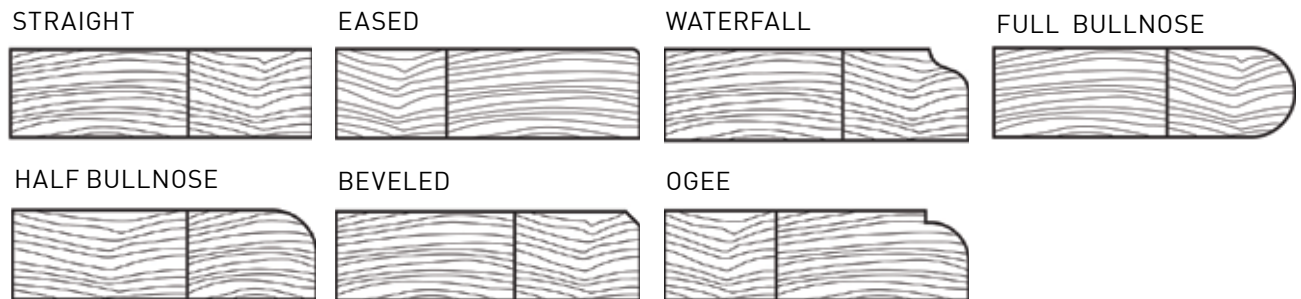 STRAIGHT
EASED
WATERFALL
FULL BULLNOSE
HALF BULLNOSE
BEVELED
OGEE